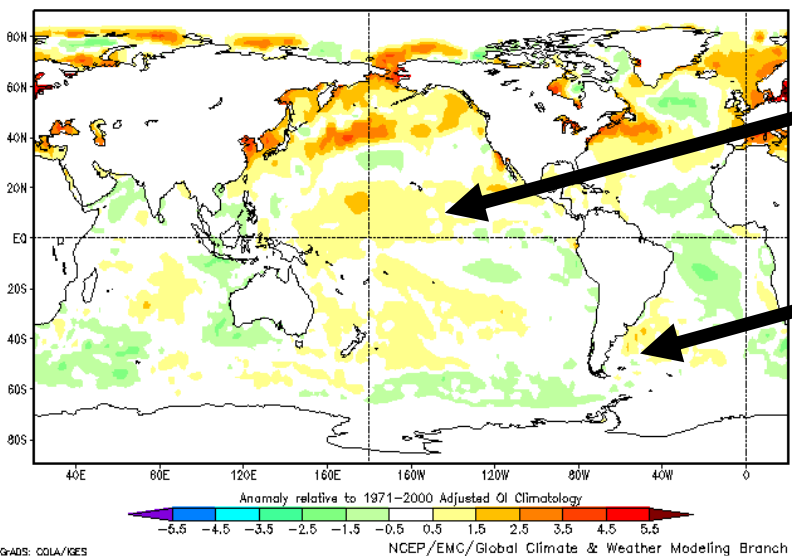 80N
60N
40N
20N
EQ
20S
40S
60S
80S
40E 80E 120E 160E 160W 120W 80W 40W 0
Anamaly relative to 1971-2000 Adjusted OI Climatology
-5.5 -4.5 -3.5 -2.5 -1.5 -0.5 0.5 1.5 2.5 3.5 4.5 5.5
GrADS: COLA/IGES
NCEP/EMC/Global Climate & Weather Modeling Branch